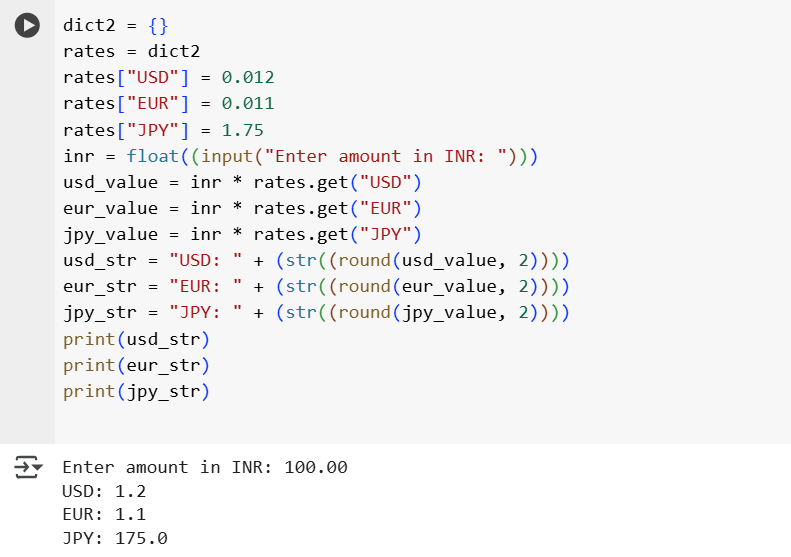 dict2 = {}
rates = dict2
rates["USD"] = 0.012
rates["EUR"] = 0.011
rates["JPY"] = 1.75
inr = float((input("Enter amount in INR: ")))
usd_value = inr * rates.get("USD")
eur_value = inr * rates.get("EUR")
jpy_value = inr * rates.get("JPY")
usd_str = "USD: " + (str((round(usd_value, 2))))
eur_str = "EUR: " + (str((round(eur_value, 2))))
jpy_str = "JPY: " + (str((round(jpy_value, 2))))
print(usd_str)
print(eur_str)
print(jpy_str)
Enter amount in INR: 100.00
USD: 1.2
EUR: 1.1
JPY: 175.0